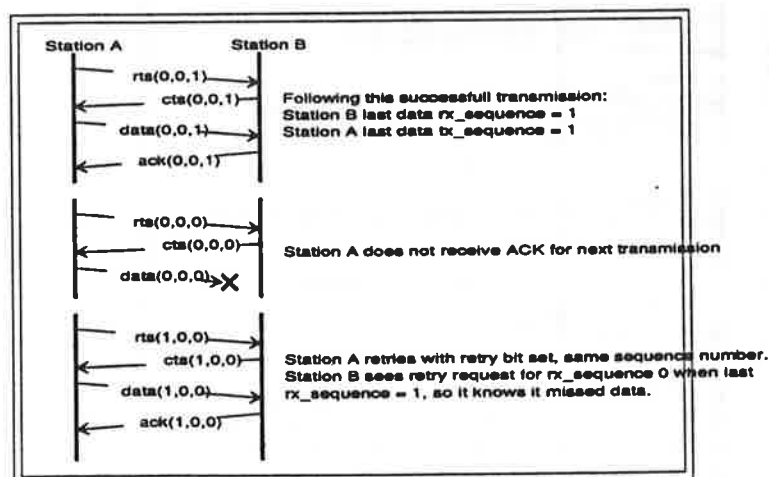 Station A Station B
rts(0,0,1)
cts(0,0,1)
data(0,0,1)
ack(0,0,1)
Following this successfull transmission:
Station B last data rx_sequence = 1
Station A last data tx_sequence = 1
rts(0,0,0)
cts(0,0,0)
data(0,0,0)
Station A does not receive ACK for next transmission
rts(1,0,0)
cts(1,0,0)
data(1,0,0)
ack(1,0,0)
Station A retries with retry bit set, same sequence number.
Station B sees retry request for rx_sequence 0 when last
rx_sequence = 1, so it knows it missed data.